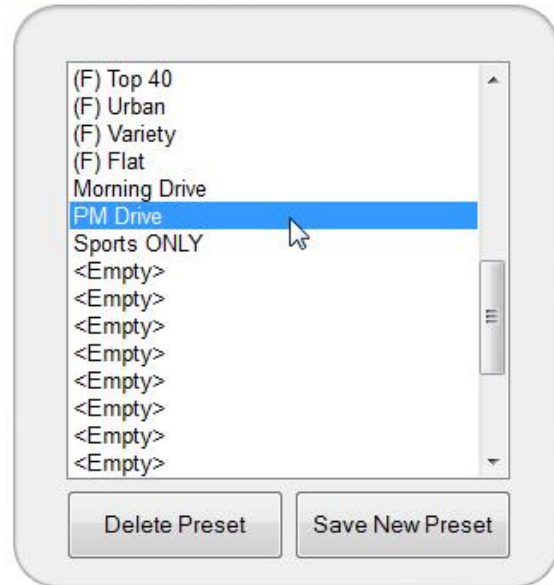 (F) Top 40
(F) Urban
(F) Variety
(F) Flat
Morning Drive
PM Drive
Sports ONLY
<Empty>
<Empty>
<Empty>
<Empty>
<Empty>
<Empty>
<Empty>
<Empty>
Delete Preset
Save New Preset